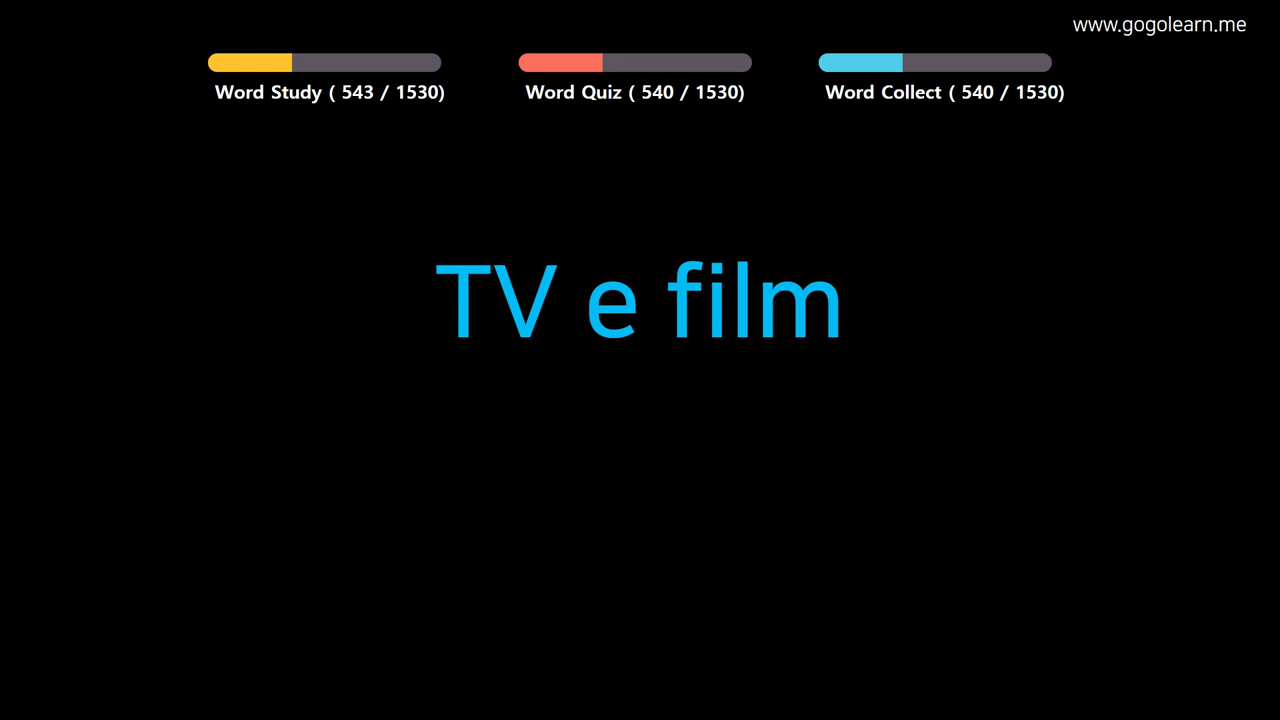 www.gogolearn.me
Word Study ( 543 / 1530)
Word Quiz ( 540 / 1530)
Word Collect ( 540 / 1530)
TV e film